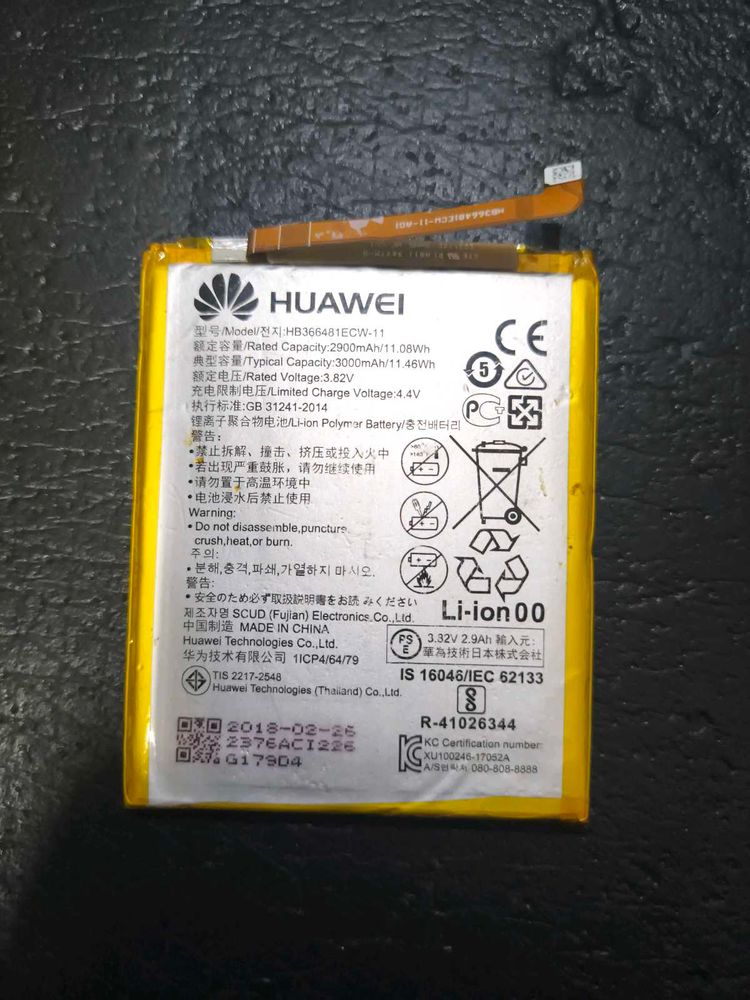 HB366481ECW-11-A01
HUAWEI
型号/Model/전지:HB366481ECW-11
额定容量/Rated Capacity:2900mAh/11.08Wh
典型容量/Typical Capacity:3000mAh/11.46Wh
额定电压/Rated Voltage:3.82V
充电限制电压/Limited Charge Voltage:4.4V
执行标准:GB 31241-2014
锂离子聚合物电池/Li-ion Polymer Battery/충전배터리
CE
5
PCT
警告:
•禁止拆解、撞击、挤压或投入火中
•若出现严重鼓胀，请勿继续使用
•请勿置于高温环境中
•电池浸水后禁止使用
Warning:
•Do not disassemble,puncture,
crush,heat,or burn.
주의:
•분해,충격,파쇄,가열하지 마시오.
警告:
•安全のため必ず取扱説明書をお読みください
제조자명 SCUD (Fujian) Electronics.Co.,Ltd.
中国制造 MADE IN CHINA
Huawei Technologies Co.,Ltd.
华为技术有限公司 1ICP4/64/79
TIS 2217-2548
Huawei Technologies (Thailand) Co.,Ltd.
Li-ion00
PS
E
3.82V 2.9Ah 輸入元:
華為技術日本株式会社
IS 16046/IEC 62133
R-41026344
KC Certification number:
XU100246-17052A
A/S연락처 080-808-8888
2018-02-26
2376ACI226
G179D4